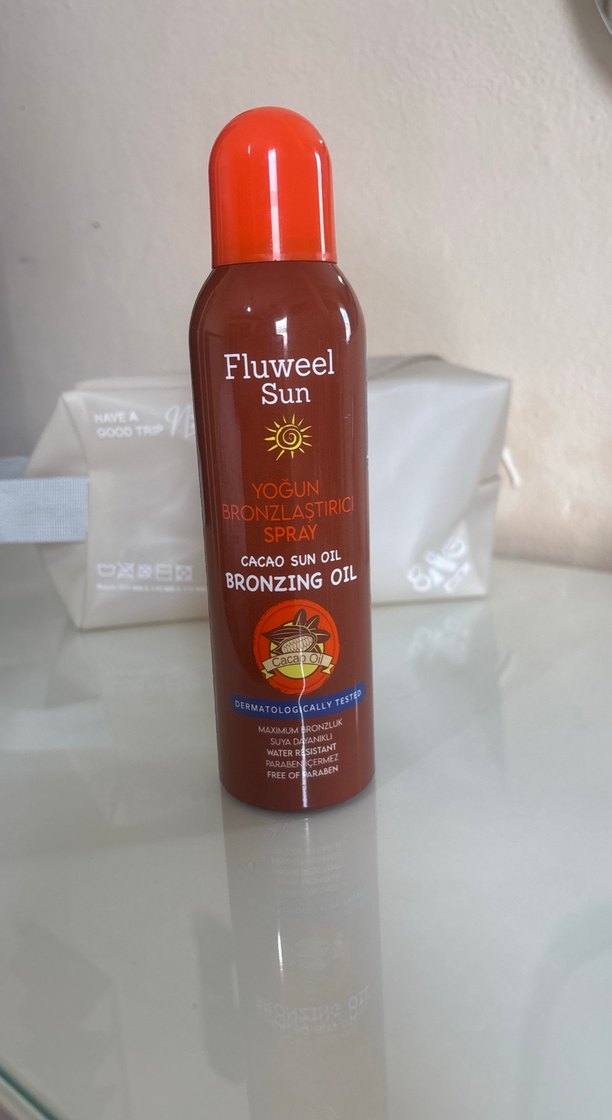 Fluweel
Sun
YOĞUN
BRONZLAŞTIRICI
SPRAY
CACAO SUN OIL
BRONZING OIL
Cacao Oil
DERMATOLOGICALLY TESTED
MAXIMUM BRONZLUK
SUYA DAYANIKLI
WATER RESISTANT
PARABEN İÇERMEZ
FREE OF PARABEN
HAVE A
GOOD TRIP